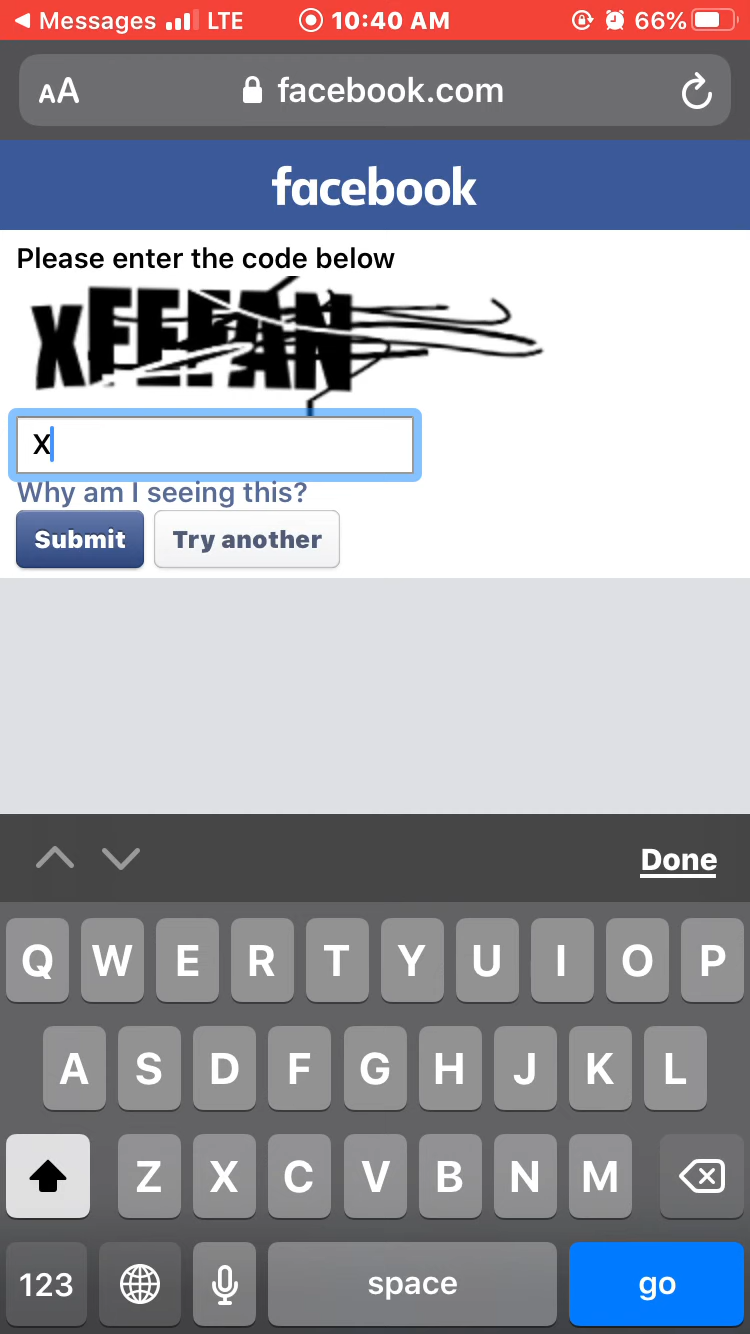 Messages LTE 10:40 AM 66%
AA facebook.com
facebook
Please enter the code below
X
Why am I seeing this?
Submit Try another
Done
Q W E R T Y U I O P
A S D F G H J K L
Z X C V B N M
123 space go